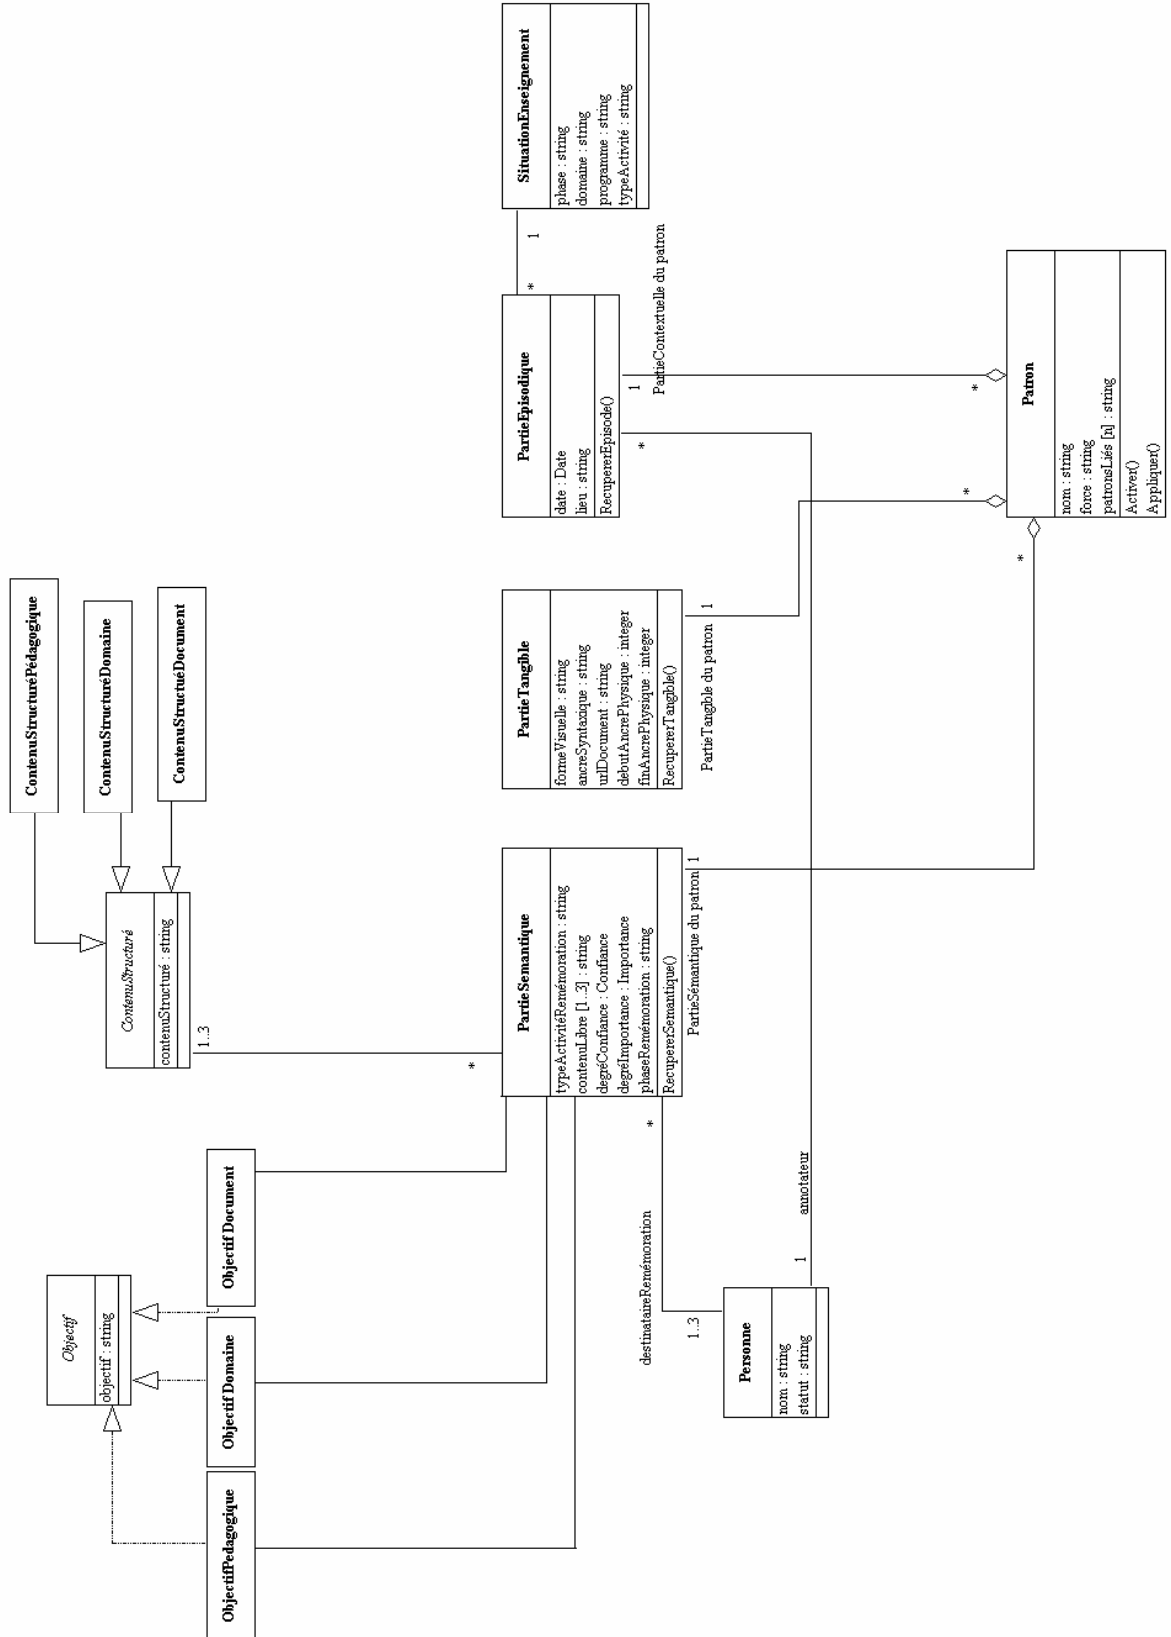 Objectif
objectif : string
ObjectifPedagogique
Objectif Domaine
Objectif Document
ContenuStructuréPédagogique
ContenuStructuréDomaine
ContenuStructuéDocument
ContenuStructuré
contenuStructuré : string
1..3
*
PartieSemantique
typeActivitéRemémoration : string
contenuLibre [1..3] : string
degréConfiance : Confiance
degréImportance : Importance
phaseRemémoration : string
RecupererSemantique()
PartieTangible
formeVisuelle : string
ancreSyntaxique : string
urlDocument : string
debutAncrePhysique : integer
finAncrePhysique : integer
RecupererTangible()
PartieEpisodique
date : Date
lieu : string
RecupererEpisode()
*
1
SituationEnseignement
phase : string
domaine : string
programme : string
typeActivité : string
destinataireRemémoration
*
1..3
PartieSémantique du patron
1
PartieTangible du patron
1
*
1
PartieContextuelle du patron
Personne
nom : string
statut : string
1
annotateur
*
*
*
Patron
nom : string
force : string
patronsLiés [n] : string
Activer()
Appliquer()